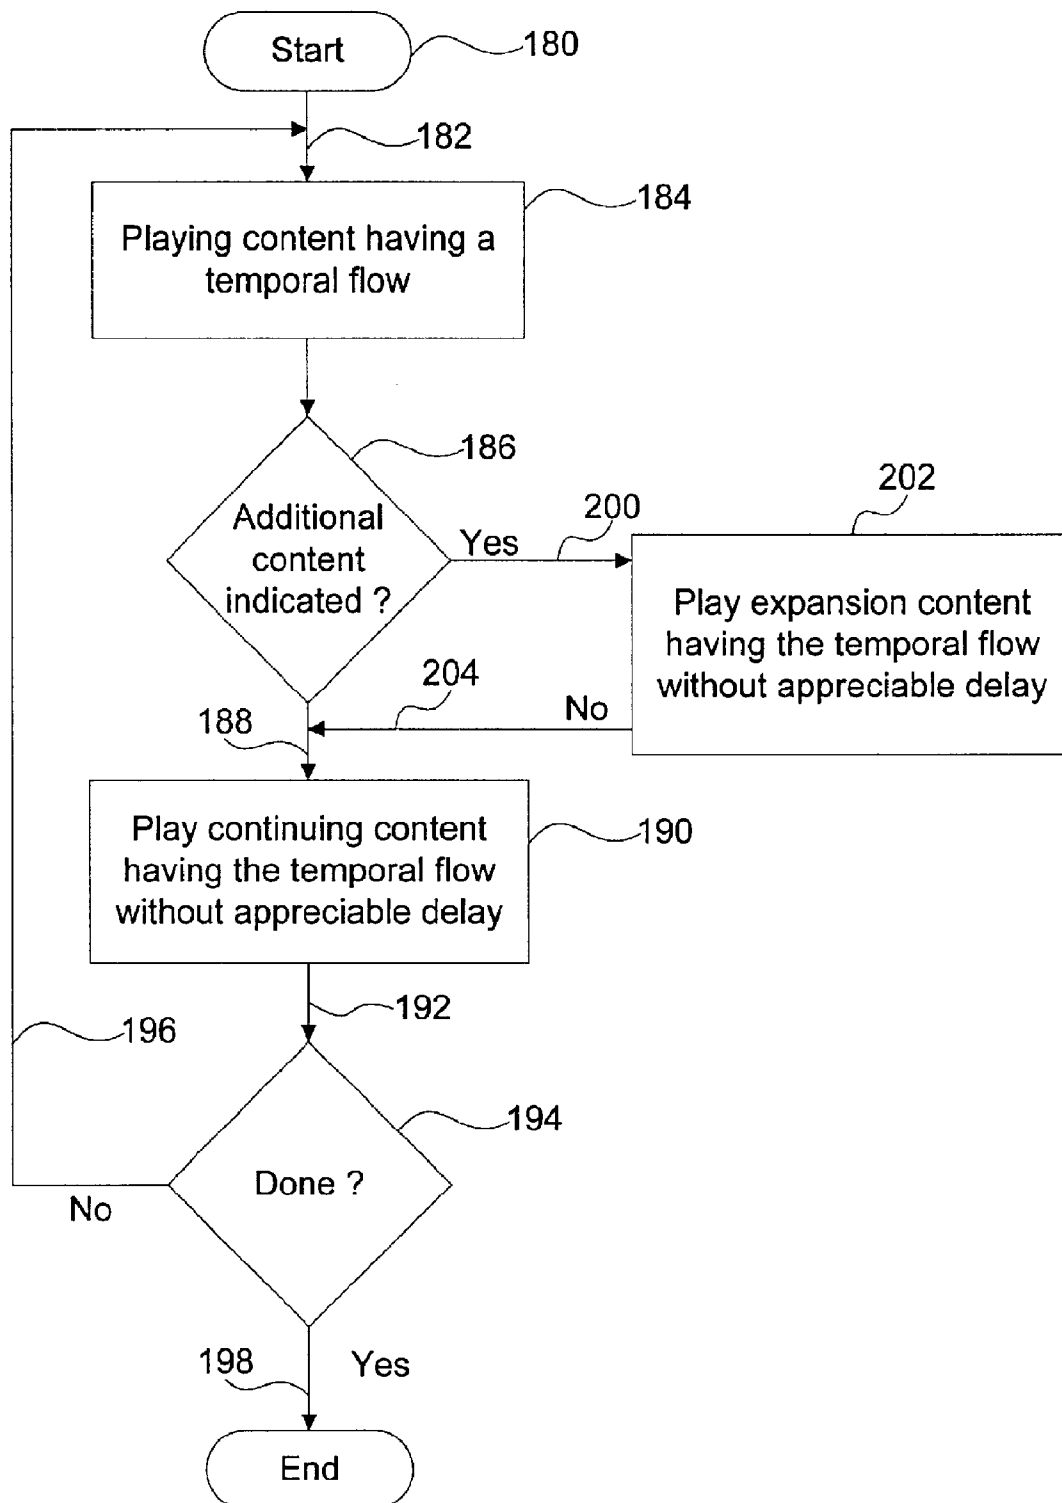 Start
180
182
184
Playing content having a
temporal flow
186
Additional
content
indicated ?
Yes
200
202
Play expansion content
having the temporal flow
without appreciable delay
204
No
188
Play continuing content
having the temporal flow
without appreciable delay
190
192
196
194
Done ?
No
198
Yes
End